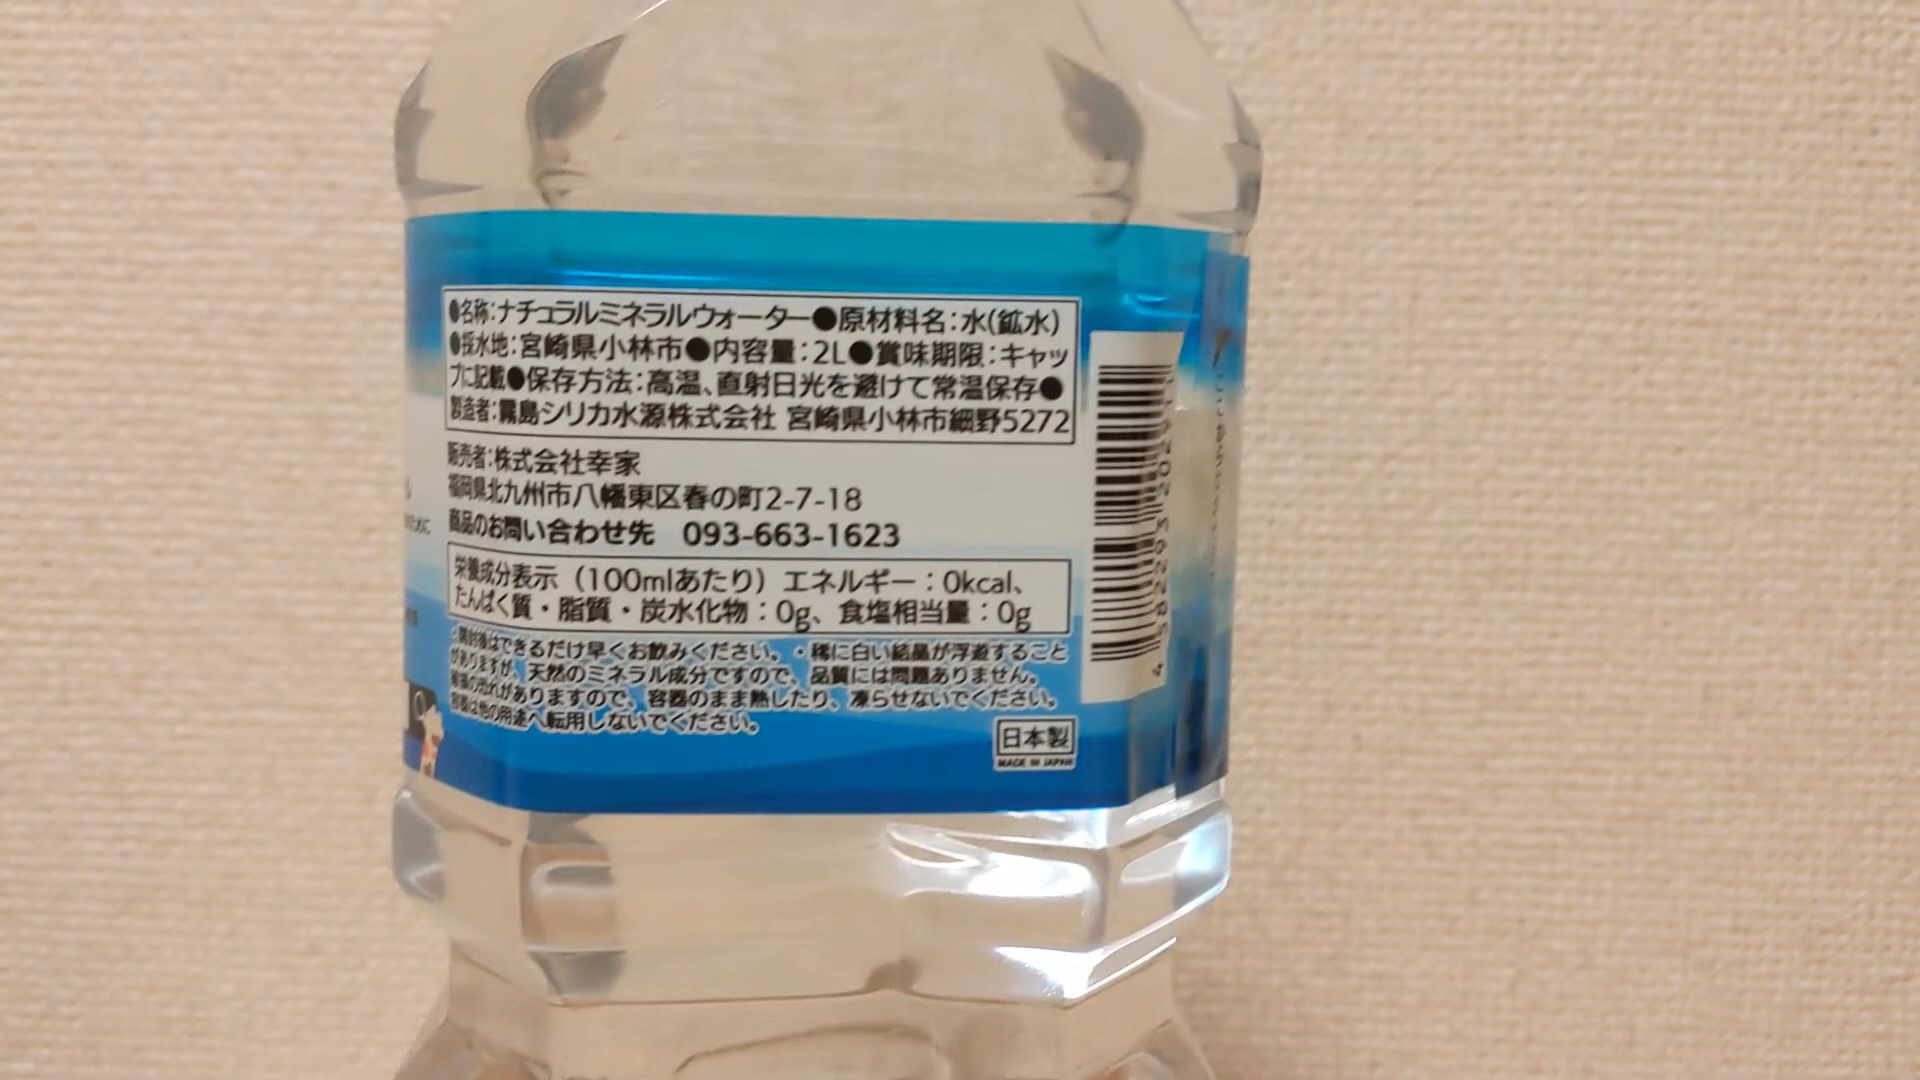 ●名称：ナチュラルミネラルウォーター●原材料名：水(鉱水)
●採水地：宮崎県小林市●内容量：2L●賞味期限：キャッ
プに記載●保存方法：高温、直射日光を避けて常温保存●
製造者：霧島シリカ水源株式会社 宮崎県小林市細野5272
販売者：株式会社幸家
福岡県北九州市八幡東区春の町2-7-18
商品のお問い合わせ先　093-663-1623
栄養成分表示（100mlあたり）エネルギー：0kcal、
たんぱく質・脂質・炭水化物：0g、食塩相当量：0g
・開封後はできるだけ早くお飲みください。・稀に白い結晶が浮遊すること
がありますが、天然のミネラル成分ですので、品質には問題ありません。
の恐れがありますので、容器のまま熱したり、凍らせないでください。
容器は他の用途へ転用しないでください。
日本製
MADE IN JAPAN